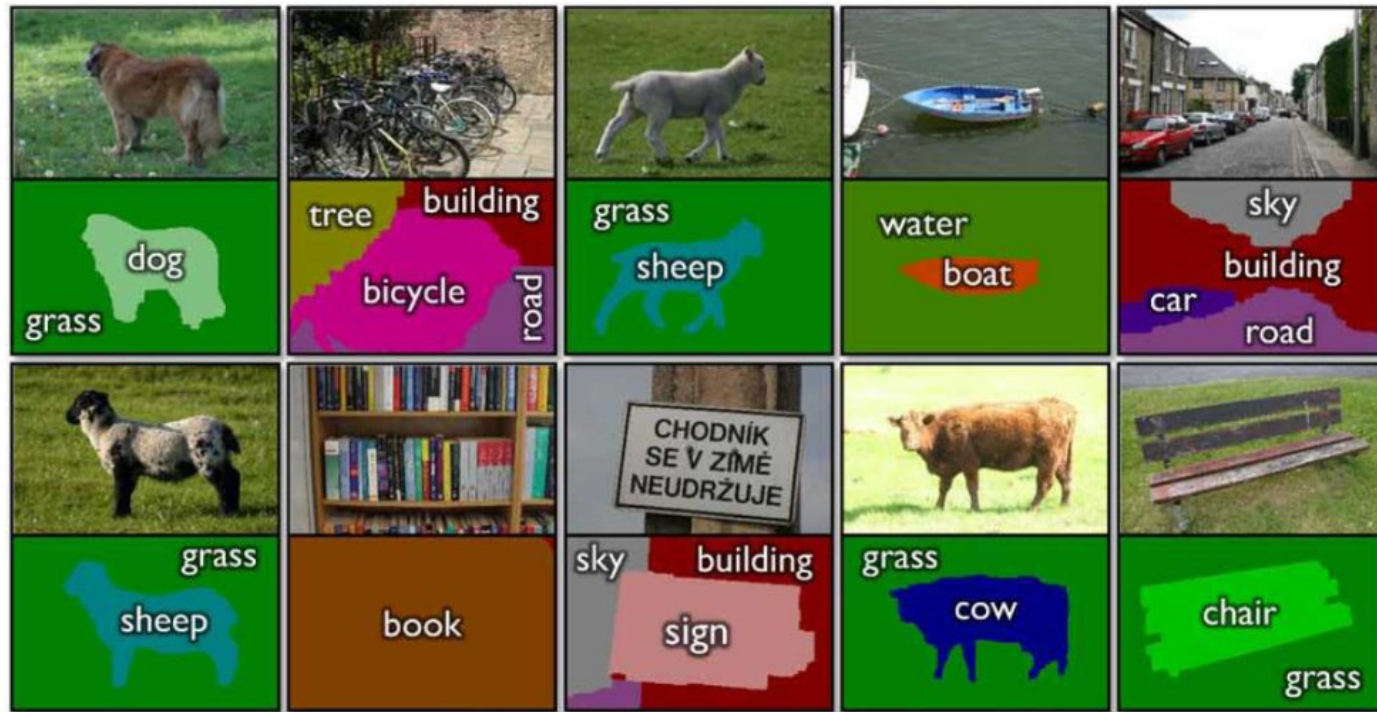 tree
building
grass
sky
dog
bicycle
sheep
water
boat
building
car
grass
road
road
CHODNÍK
SE V ZIMĚ
NEUDRŽUJE
grass
sky
building
grass
sheep
book
sign
cow
chair
grass